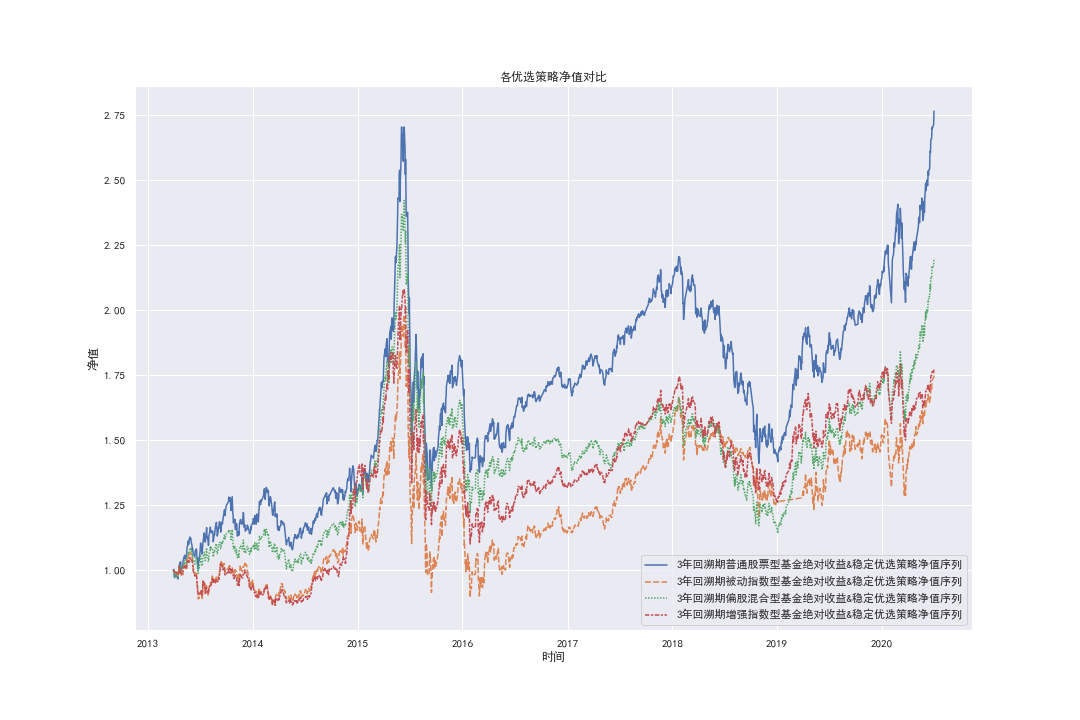 各优选策略净值对比
净值
2.75
2.50
2.25
2.00
1.75
1.50
1.25
1.00
3年回溯期普通股票型基金绝对收益&稳定优选策略净值序列
3年回溯期被动指数型基金绝对收益&稳定优选策略净值序列
3年回溯期偏股混合型基金绝对收益&稳定优选策略净值序列
3年回溯期增强指数型基金绝对收益&稳定优选策略净值序列
2013 2014 2015 2016 2017 2018 2019 2020
时间